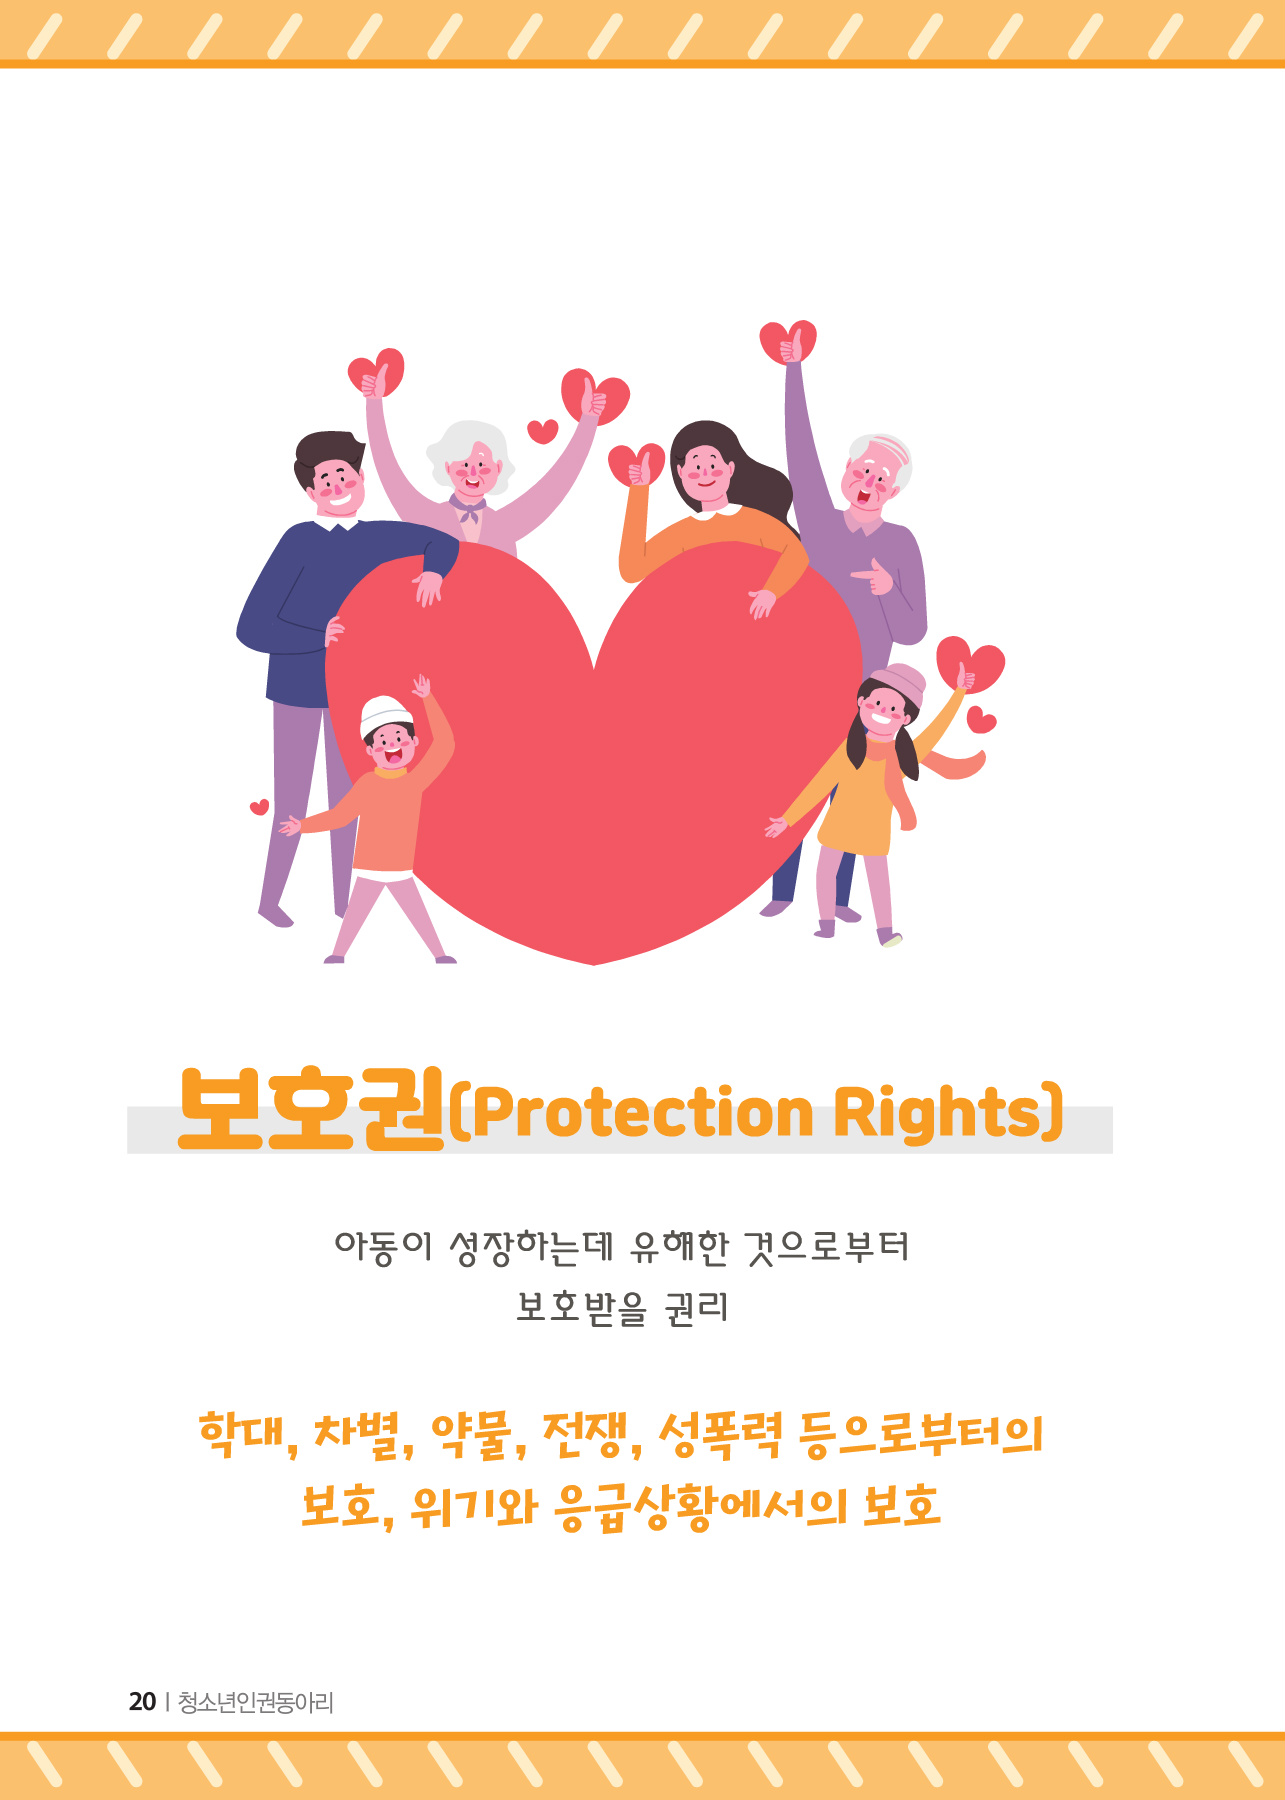 보호권(Protection Rights)
아동이 성장하는데 유해한 것으로부터
보호받을 권리
학대, 차별, 약물, 전쟁, 성폭력 등으로부터의
보호, 위기와 응급상황에서의 보호
20 | 청소년인권동아리